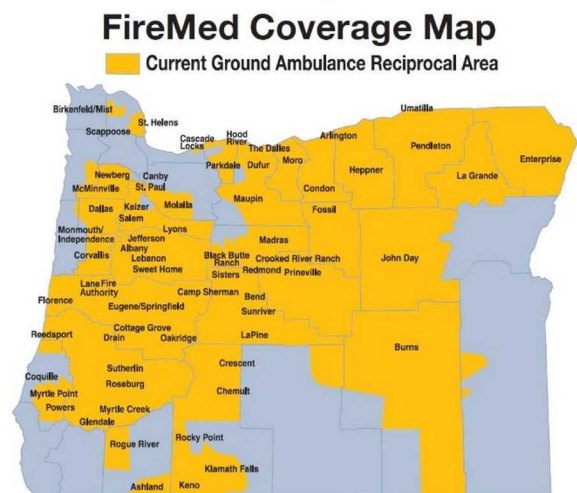 FireMed Coverage Map
Current Ground Ambulance Reciprocal Area
Birkenfeld/Mist
St. Helens
Scappoose
Cascade
Locks
Hood
River
The Dalles
Arlington
Umatilla
Parkdale
Dufur
Moro
Heppner
Pendleton
Enterprise
La Grande
Newberg
Canby
McMinnville
St. Paul
Condon
Dallas
Keizer
Molalla
Maupin
Fossil
Salem
Lyons
Monmouth/
Independence
Jefferson
Madras
Albany
Corvallis
Lebanon
Black Butte
Ranch
Crooked River Ranch
John Day
Sweet Home
Sisters
Redmond
Prineville
Lane Fire
Authority
Camp Sherman
Florence
Bend
Eugene/Springfield
Sunriver
Cottage Grove
Reedsport
Drain
Oakridge
LaPine
Burns
Sutherlin
Crescent
Coquille
Roseburg
Myrtle Point
Chemult
Powers
Myrtle Creek
Glendale
Rogue River
Rocky Point
Klamath Falls
Ashland
Keno